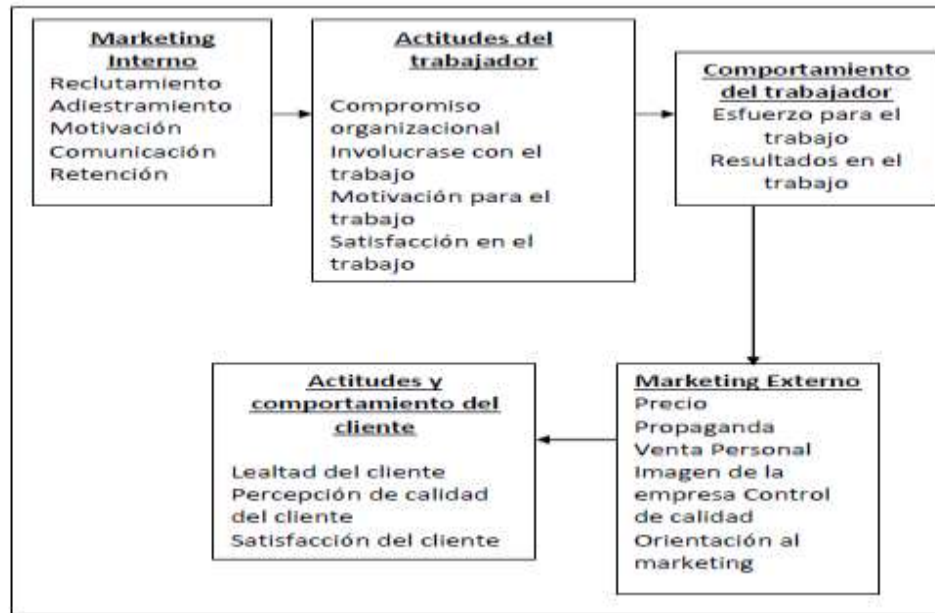 Marketing
Interno
Reclutamiento
Adiestramiento
Motivación
Comunicación
Retención
Actitudes del
trabajador
Compromiso
organizacional
Involucrase con el
trabajo
Motivación para el
trabajo
Satisfacción en el
trabajo
Comportamiento
del trabajador
Esfuerzo para el
trabajo
Resultados en el
trabajo
Marketing Externo
Precio
Propaganda
Venta Personal
Imagen de la
empresa Control
de calidad
Orientación al
marketing
Actitudes y
comportamiento del
cliente
Lealtad del cliente
Percepción de calidad
del cliente
Satisfacción del cliente